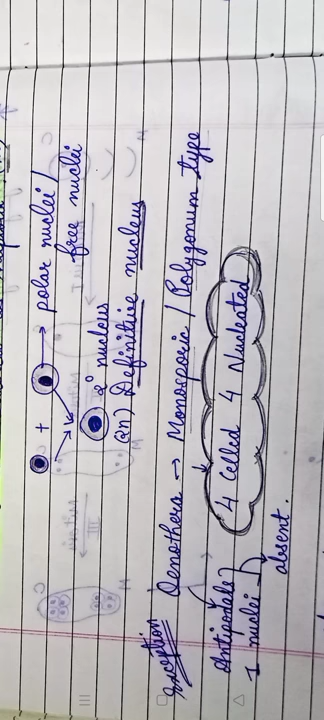 + → polar nuclei /
free nuclei
2° nucleus
(2n) Definitive nucleus
Exception Oenothera → Monosporic / Polygonum type
4 Celled 4 Nucleated
Antipodals
1 nuclei
absent.